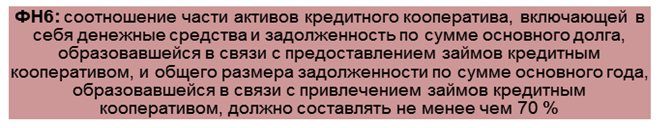 ФН6: соотношение части активов кредитного кооператива, включающей в
себя денежные средства и задолженность по сумме основного долга,
образовавшейся в связи с предоставлением займов кредитным
кооперативом, и общего размера задолженности по сумме основного года,
образовавшейся в связи с привлечением займов кредитным
кооперативом, должно составлять не менее чем 70 %